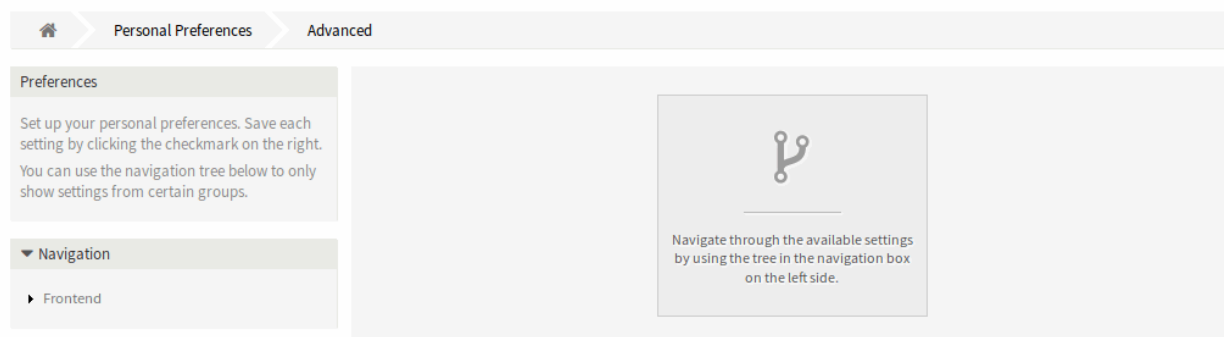 Personal Preferences
Advanced
Preferences
Set up your personal preferences. Save each
setting by clicking the checkmark on the right.
You can use the navigation tree below to only
show settings from certain groups.
Navigation
Frontend
Navigate through the available settings
by using the tree in the navigation box
on the left side.